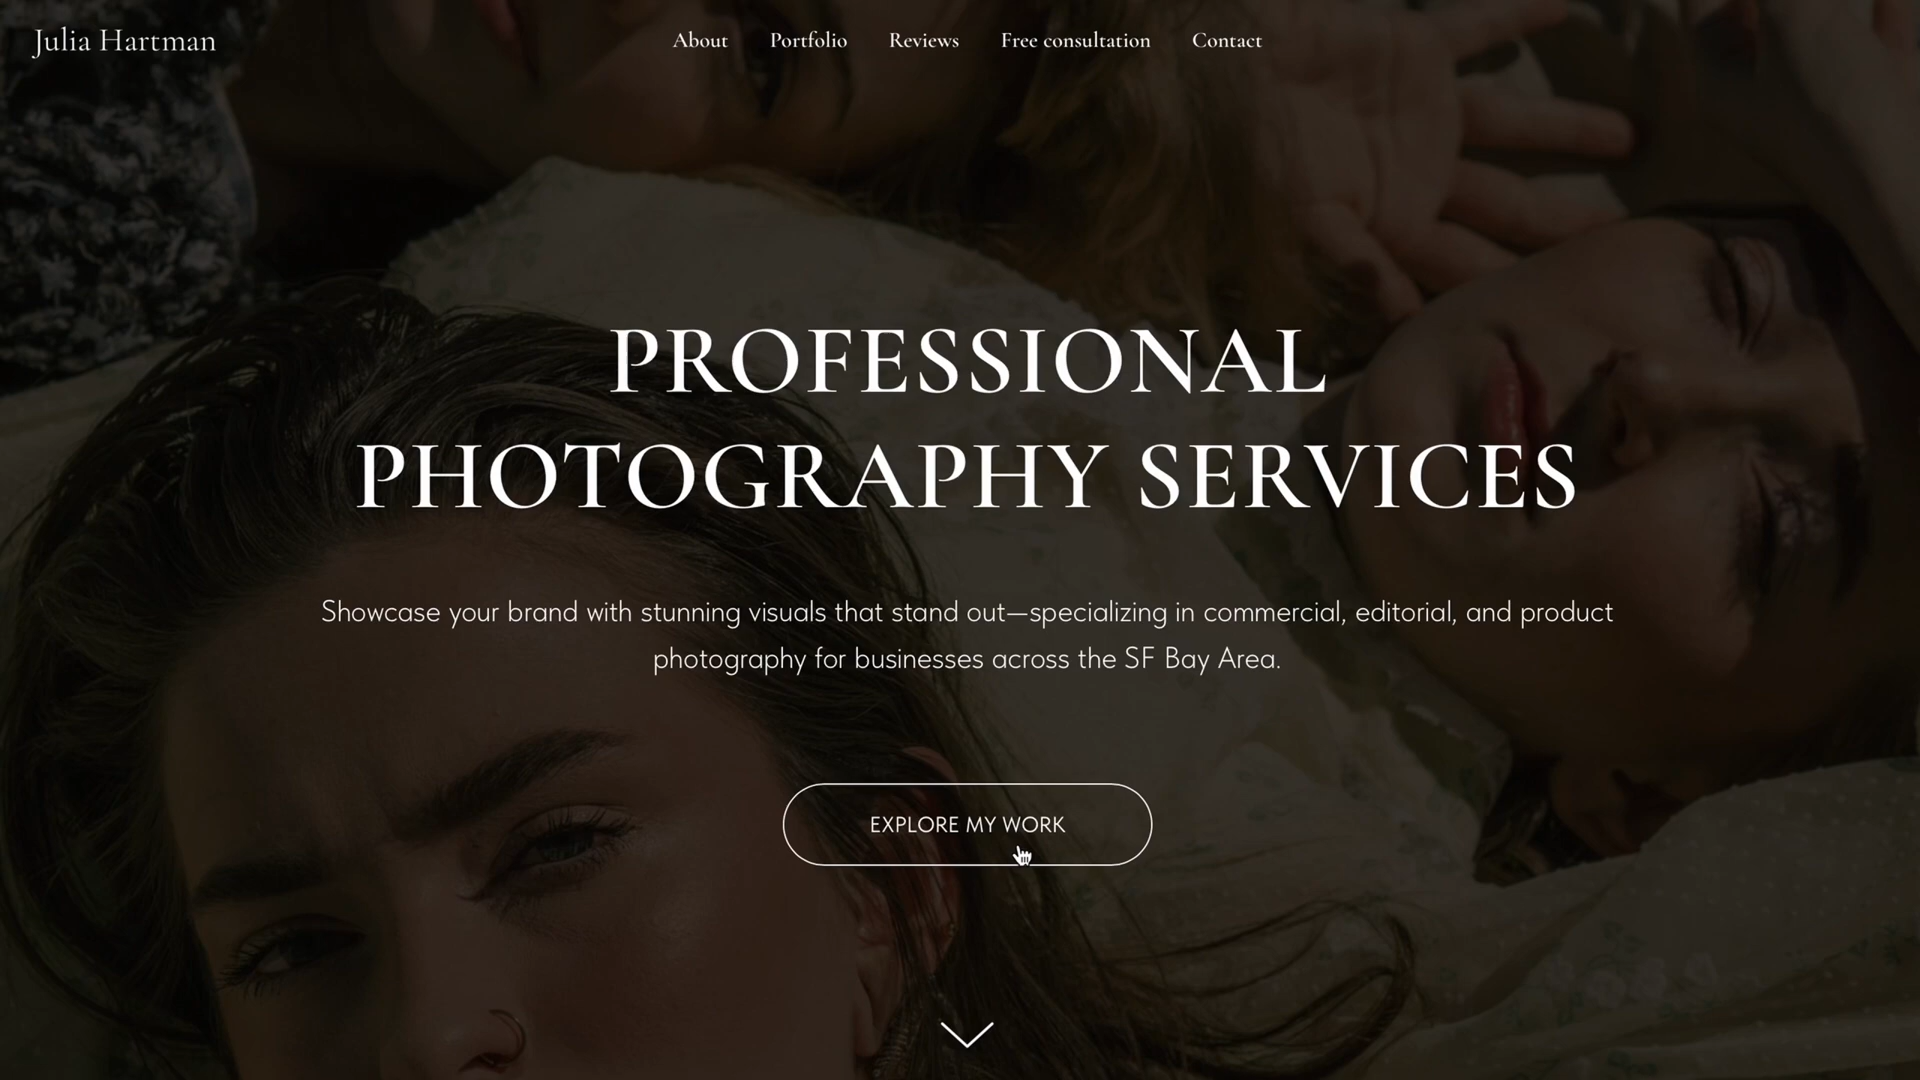 Julia Hartman
About Portfolio Reviews Free consultation Contact
PROFESSIONAL
PHOTOGRAPHY SERVICES
Showcase your brand with stunning visuals that stand out—specializing in commercial, editorial, and product
photography for businesses across the SF Bay Area.
EXPLORE MY WORK